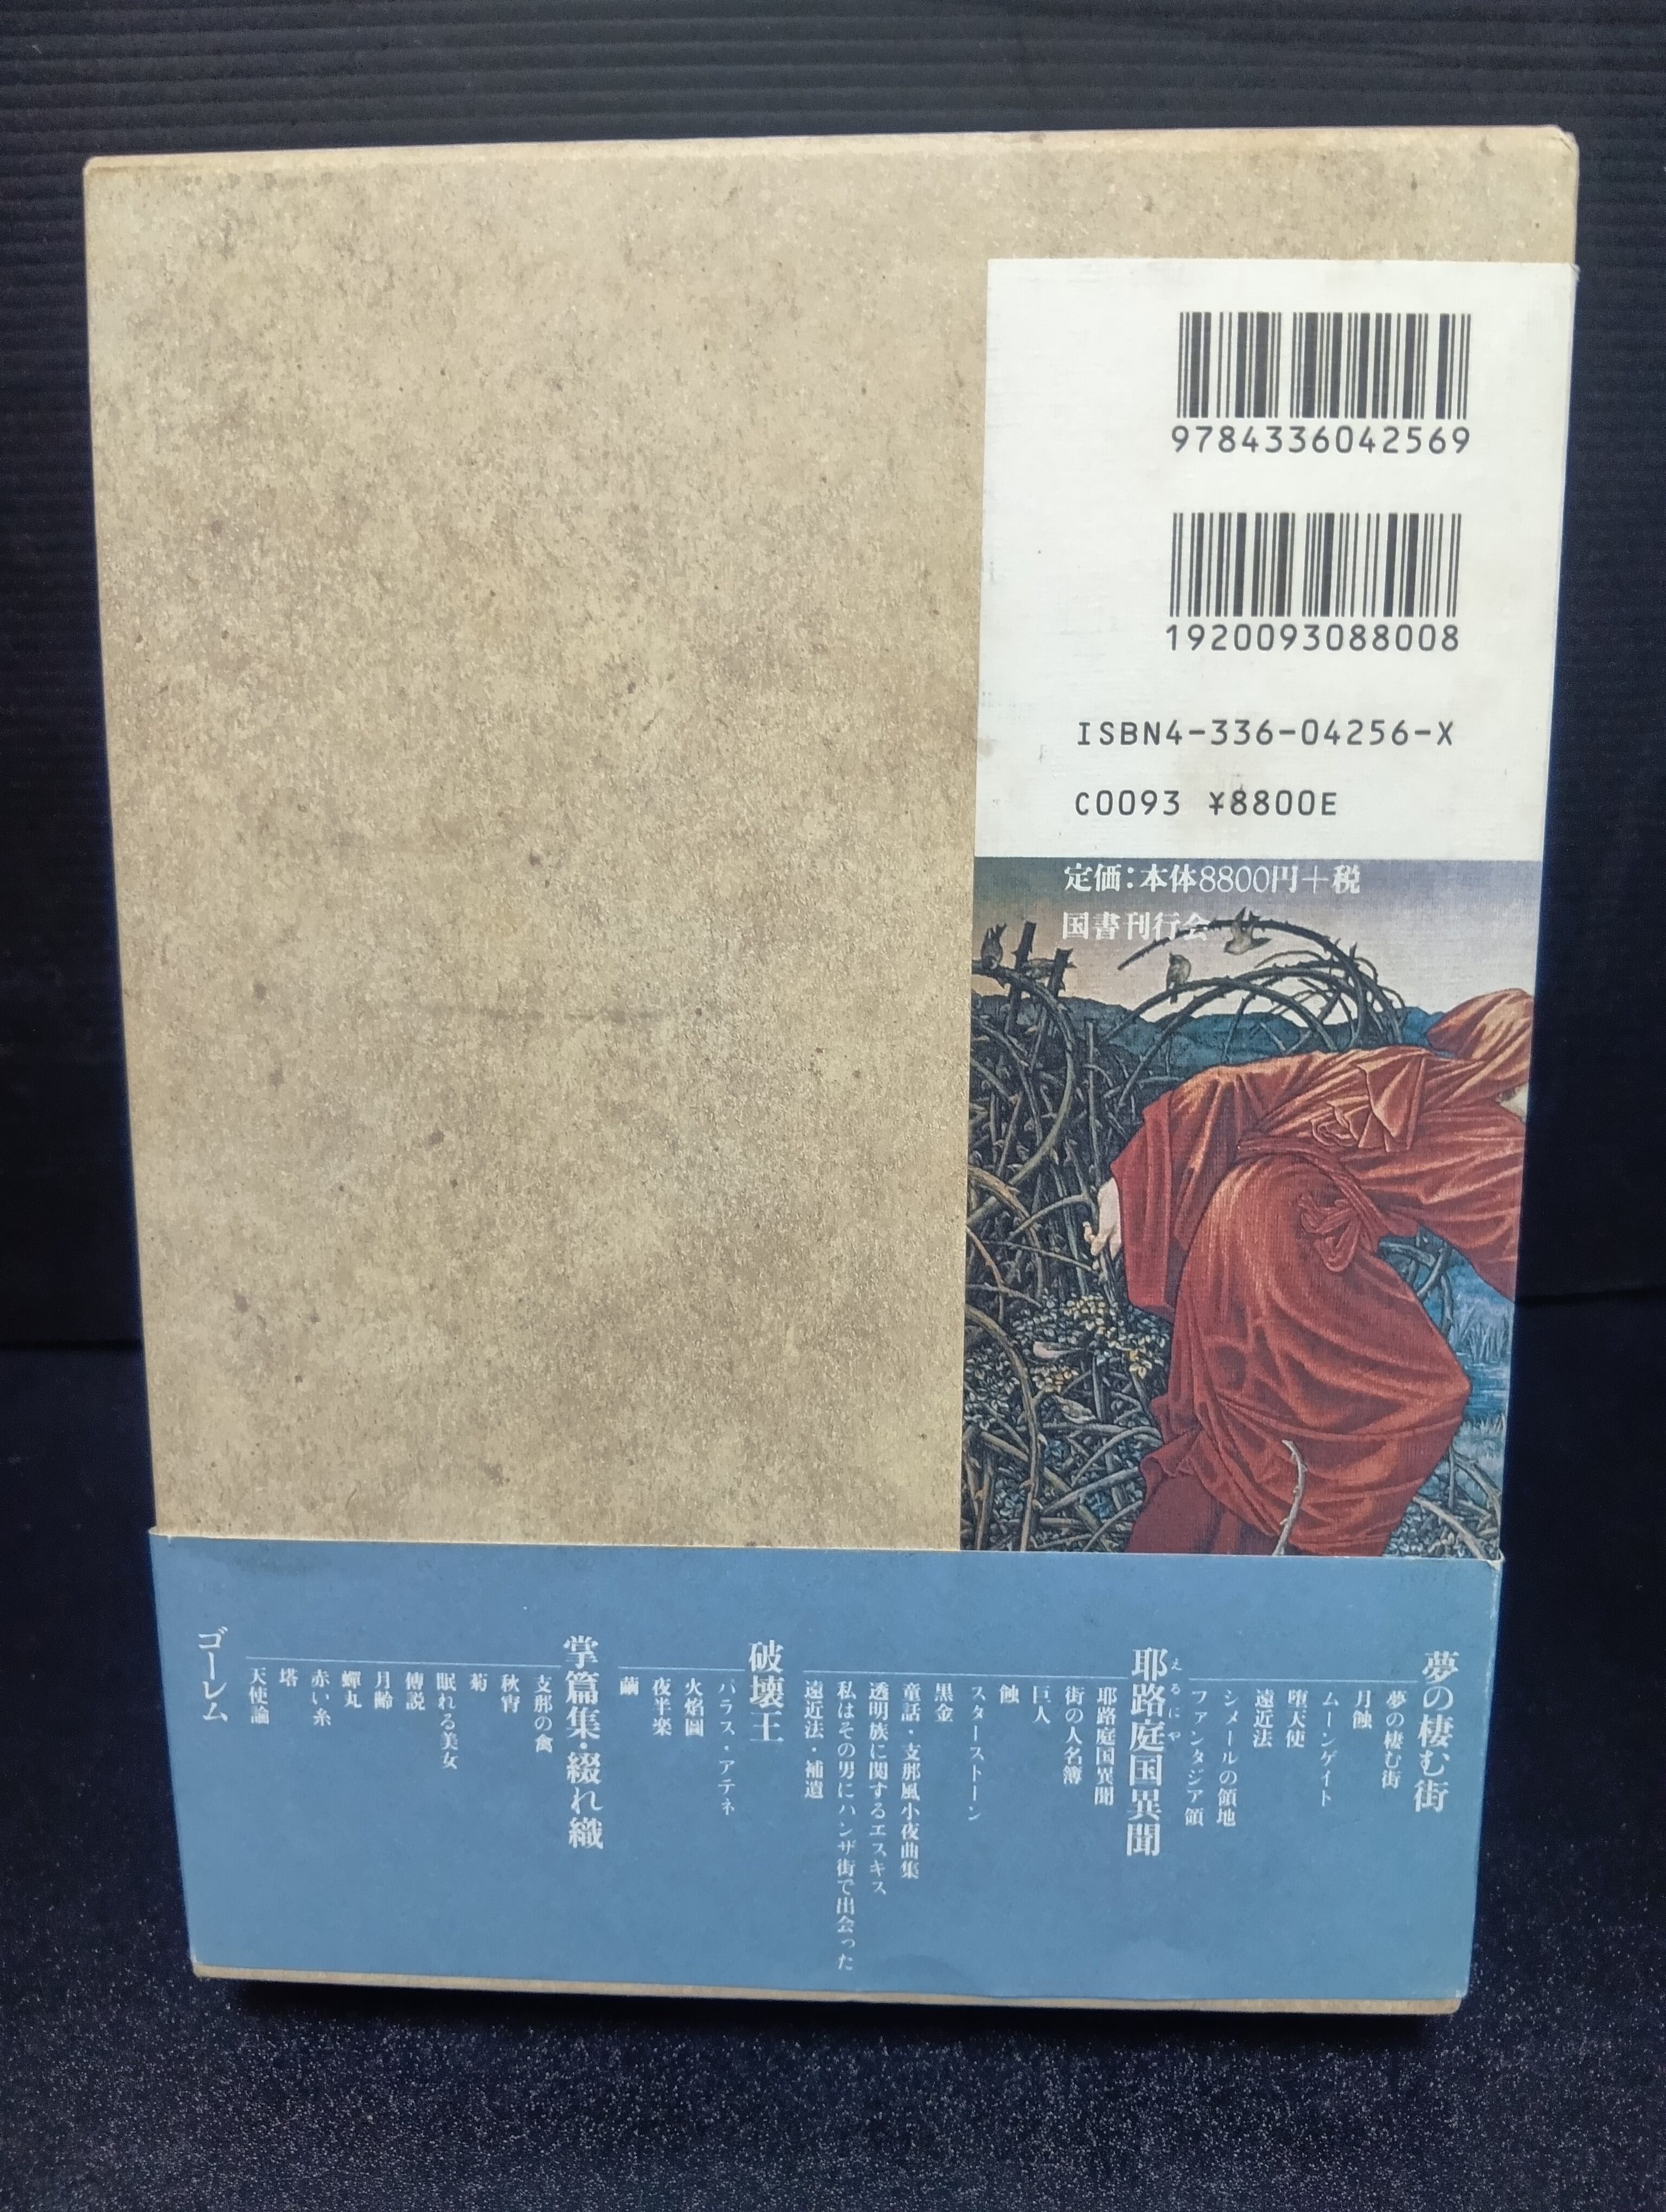 9784336042569
1920093088008
ISBN4-336-04256-X
C0093 ¥8800E
定価：本体8800円＋税
国書刊行会
夢の棲む街
夢の棲む街
月蝕
ムーンゲイト
堕天使
遠近法
シメールの領地
ファンタジア領
耶路庭国異聞
えるにや
耶路庭国異聞
街の人名簿
巨人
蝕
スターストーン
黒金
童話・支那風小夜曲集
透明族に関するエスキス
私はその男にハンザ街で出会った
遠近法・補遺
破壊王
パラス・アテネ
火焰圖
夜半楽
繭
掌篇集・綴れ織
支那の禽
秋宵
菊
眠れる美女
傳説
月齢
蟬丸
赤い糸
塔
天使論
ゴーレム